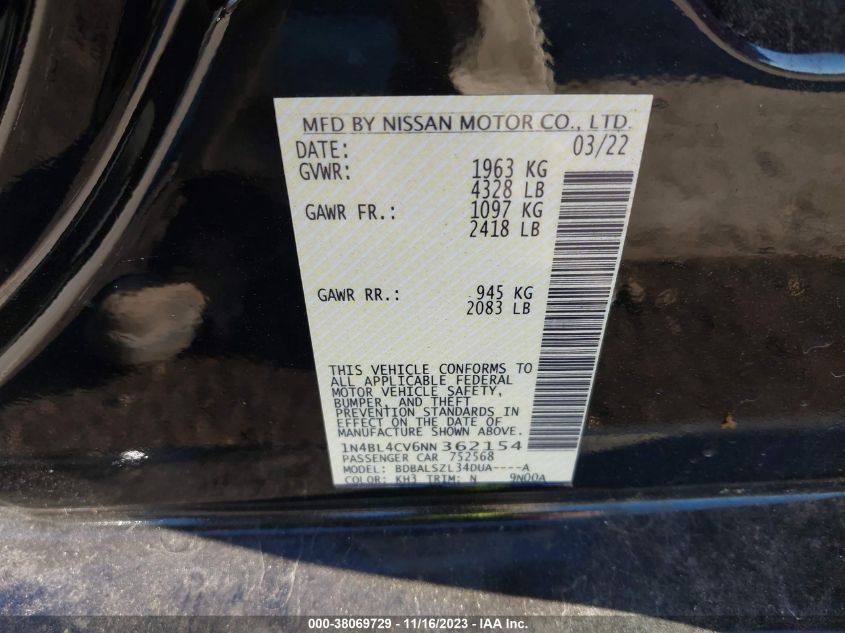 MFD BY NISSAN MOTOR CO., LTD.
DATE: 03/22
GVWR: 1963 KG
4328 LB
GAWR FR.: 1097 KG
2418 LB
GAWR RR.: 945 KG
2083 LB
THIS VEHICLE CONFORMS TO
ALL APPLICABLE FEDERAL
MOTOR VEHICLE SAFETY,
BUMPER, AND THEFT
PREVENTION STANDARDS IN
EFFECT ON THE DATE OF
MANUFACTURE SHOWN ABOVE.
1N4BL4CV6NN362154
PASSENGER CAR 752568
MODEL: BDBALSZL34DUA----A
COLOR: KH3 TRIM: N 9N00A
000-38069729 - 11/16/2023 - IAA Inc.